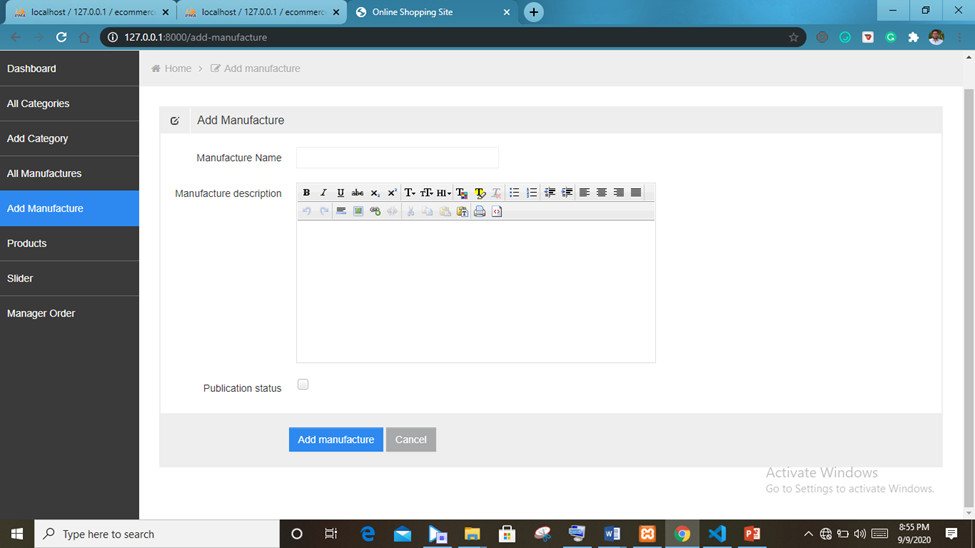 localhost / 127.0.0.1 / ecommerc
localhost / 127.0.0.1 / ecommerc
Online Shopping Site
127.0.0.1:8000/add-manufacture
Dashboard
All Categories
Add Category
All Manufactures
Add Manufacture
Products
Slider
Manager Order
Home > Add manufacture
Add Manufacture
Manufacture Name
Manufacture description
B I U abc x, x' T T H1
Publication status
Add manufacture Cancel
Activate Windows
Go to Settings to activate Windows.
Type here to search
8:55 PM
9/9/2020